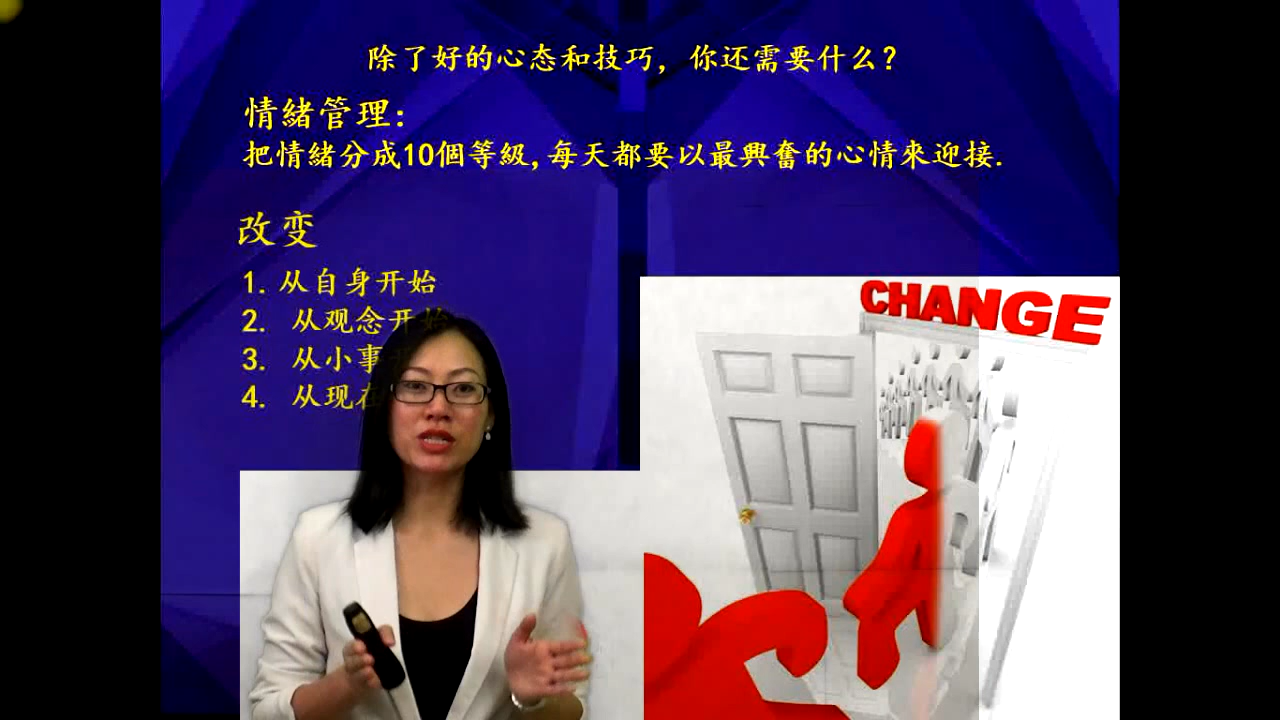 除了好的心态和技巧，你还需要什么？
情緒管理：
把情緒分成10個等級,每天都要以最興奮的心情來迎接.
改变
1. 从自身开始
2. 从观念开始
3. 从小事
4. 从现在
CHANGE